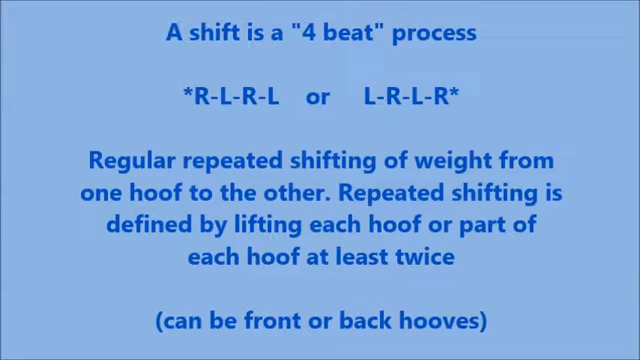 A shift is a "4 beat" process
*R-L-R-L or L-R-L-R*
Regular repeated shifting of weight from
one hoof to the other. Repeated shifting is
defined by lifting each hoof or part of
each hoof at least twice
(can be front or back hooves)